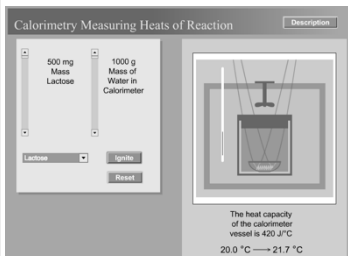 Calorimetry Measuring Heats of Reaction
Description
500 mg
Mass
Lactose
1000 g
Mass of
Water in
Calorimeter
Lactose
Ignite
Reset
The heat capacity
of the calorimeter
vessel is 420 J/°C
20.0 °C ⟶ 21.7 °C